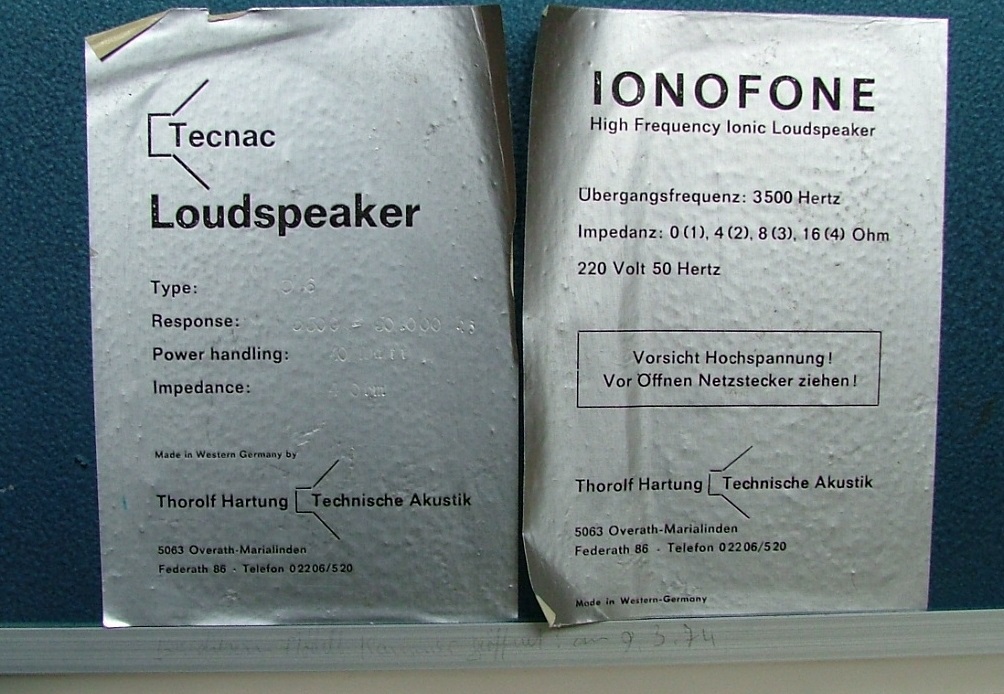 Tecnac
Loudspeaker
Type:
Response:
Power handling:
Impedance:
Made in Western Germany by
Thorolf Hartung Technische Akustik
5063 Overath-Marialinden
Federath 86 - Telefon 02206/520
IONOFONE
High Frequency Ionic Loudspeaker
Übergangsfrequenz: 3500 Hertz
Impedanz: 0(1), 4(2), 8(3), 16(4) Ohm
220 Volt 50 Hertz
Vorsicht Hochspannung!
Vor Öffnen Netzstecker ziehen!
Thorolf Hartung Technische Akustik
5063 Overath-Marialinden
Federath 86 - Telefon 02206/520
Made in Western-Germany